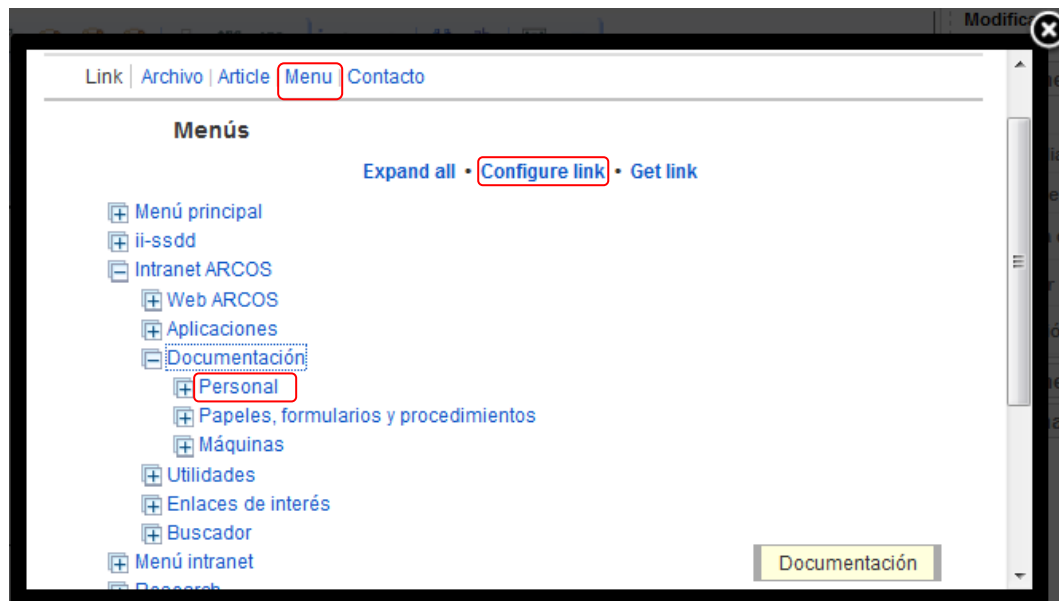 Link | Archivo | Article | Menu | Contacto
Menús
Expand all • Configure link • Get link
Menú principal
ii-ssdd
Intranet ARCOS
Web ARCOS
Aplicaciones
Documentación
Personal
Papeles, formularios y procedimientos
Máquinas
Utilidades
Enlaces de interés
Buscador
Menú intranet
Documentación
Research